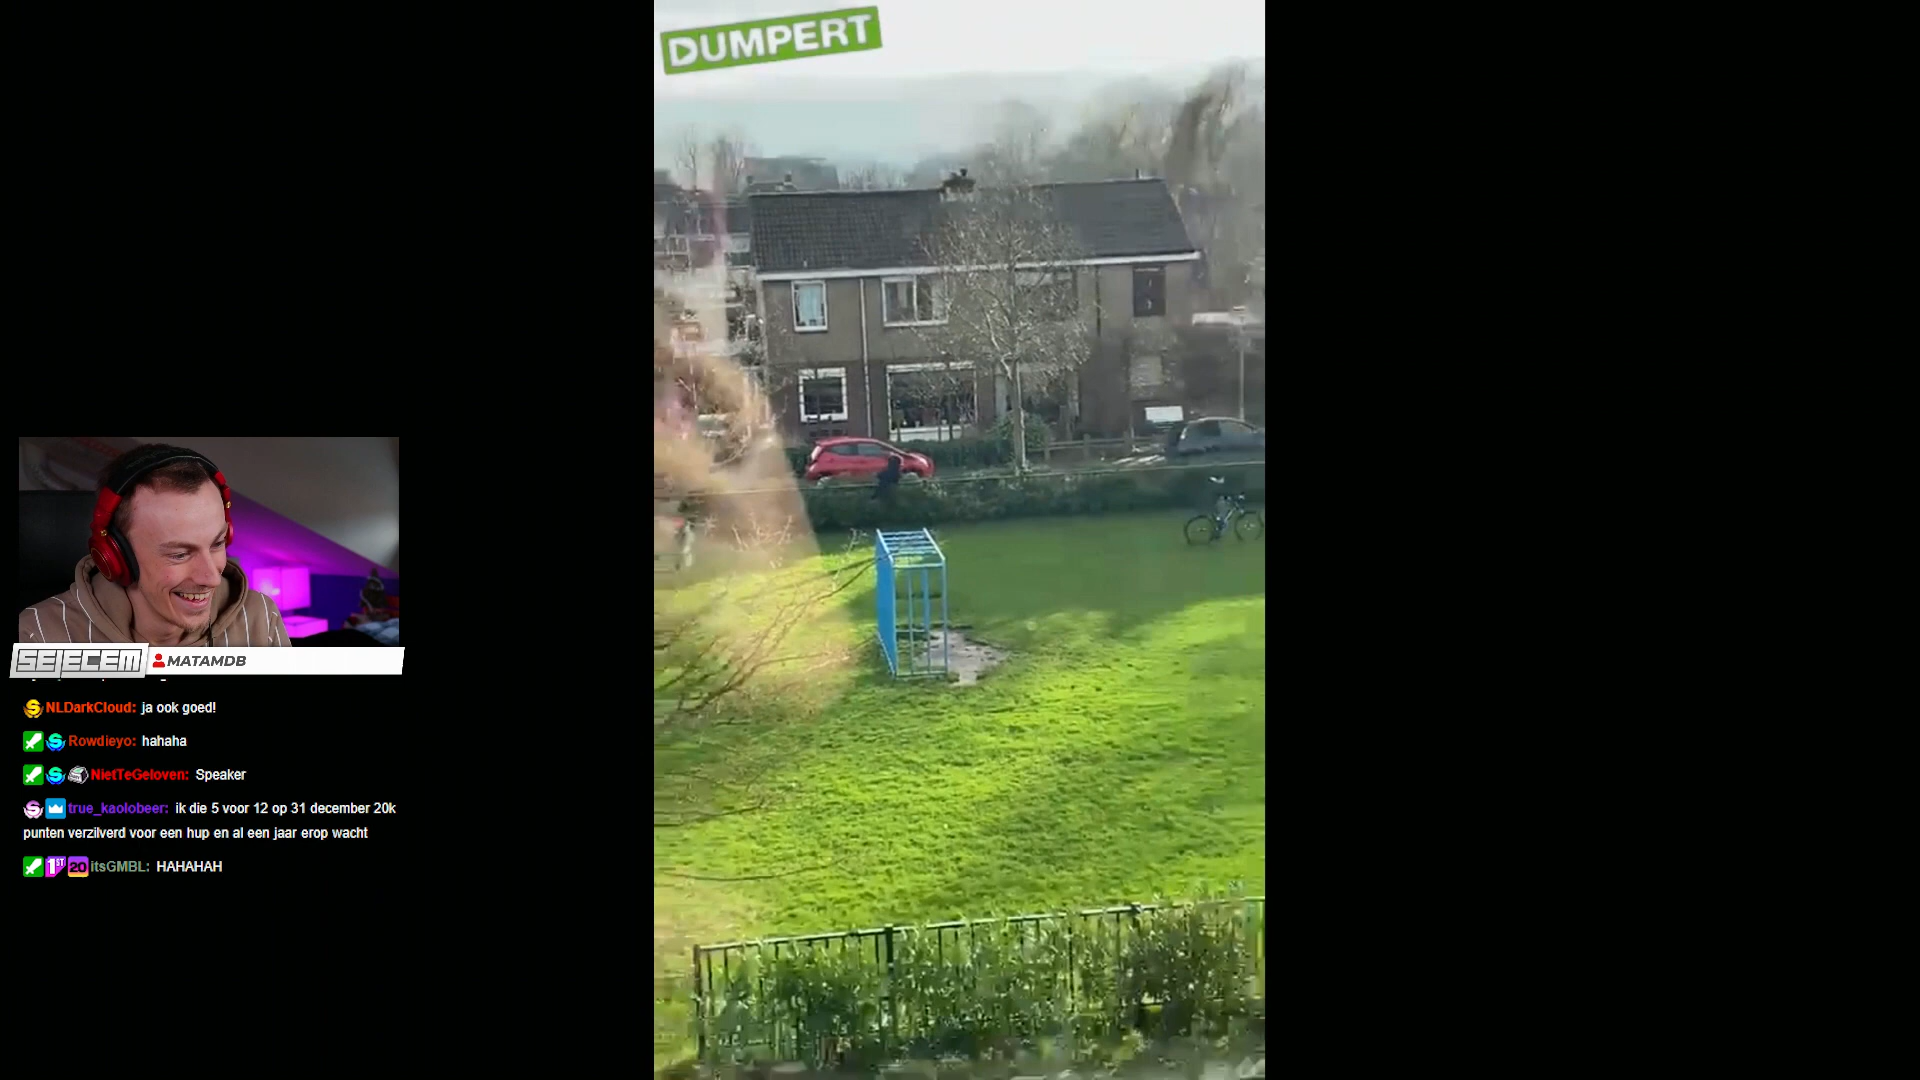 DUMPERT
SEJECEM
MATAMDB
NLDarkCloud: ja ook goed!
Rowdieyo: hahaha
NietTeGeloven: Speaker
true_kaolobeer: ik die 5 voor 12 op 31 december 20k
punten verzilverd voor een hup en al een jaar erop wacht
1ST 20 itsGMBL: HAHAHAH